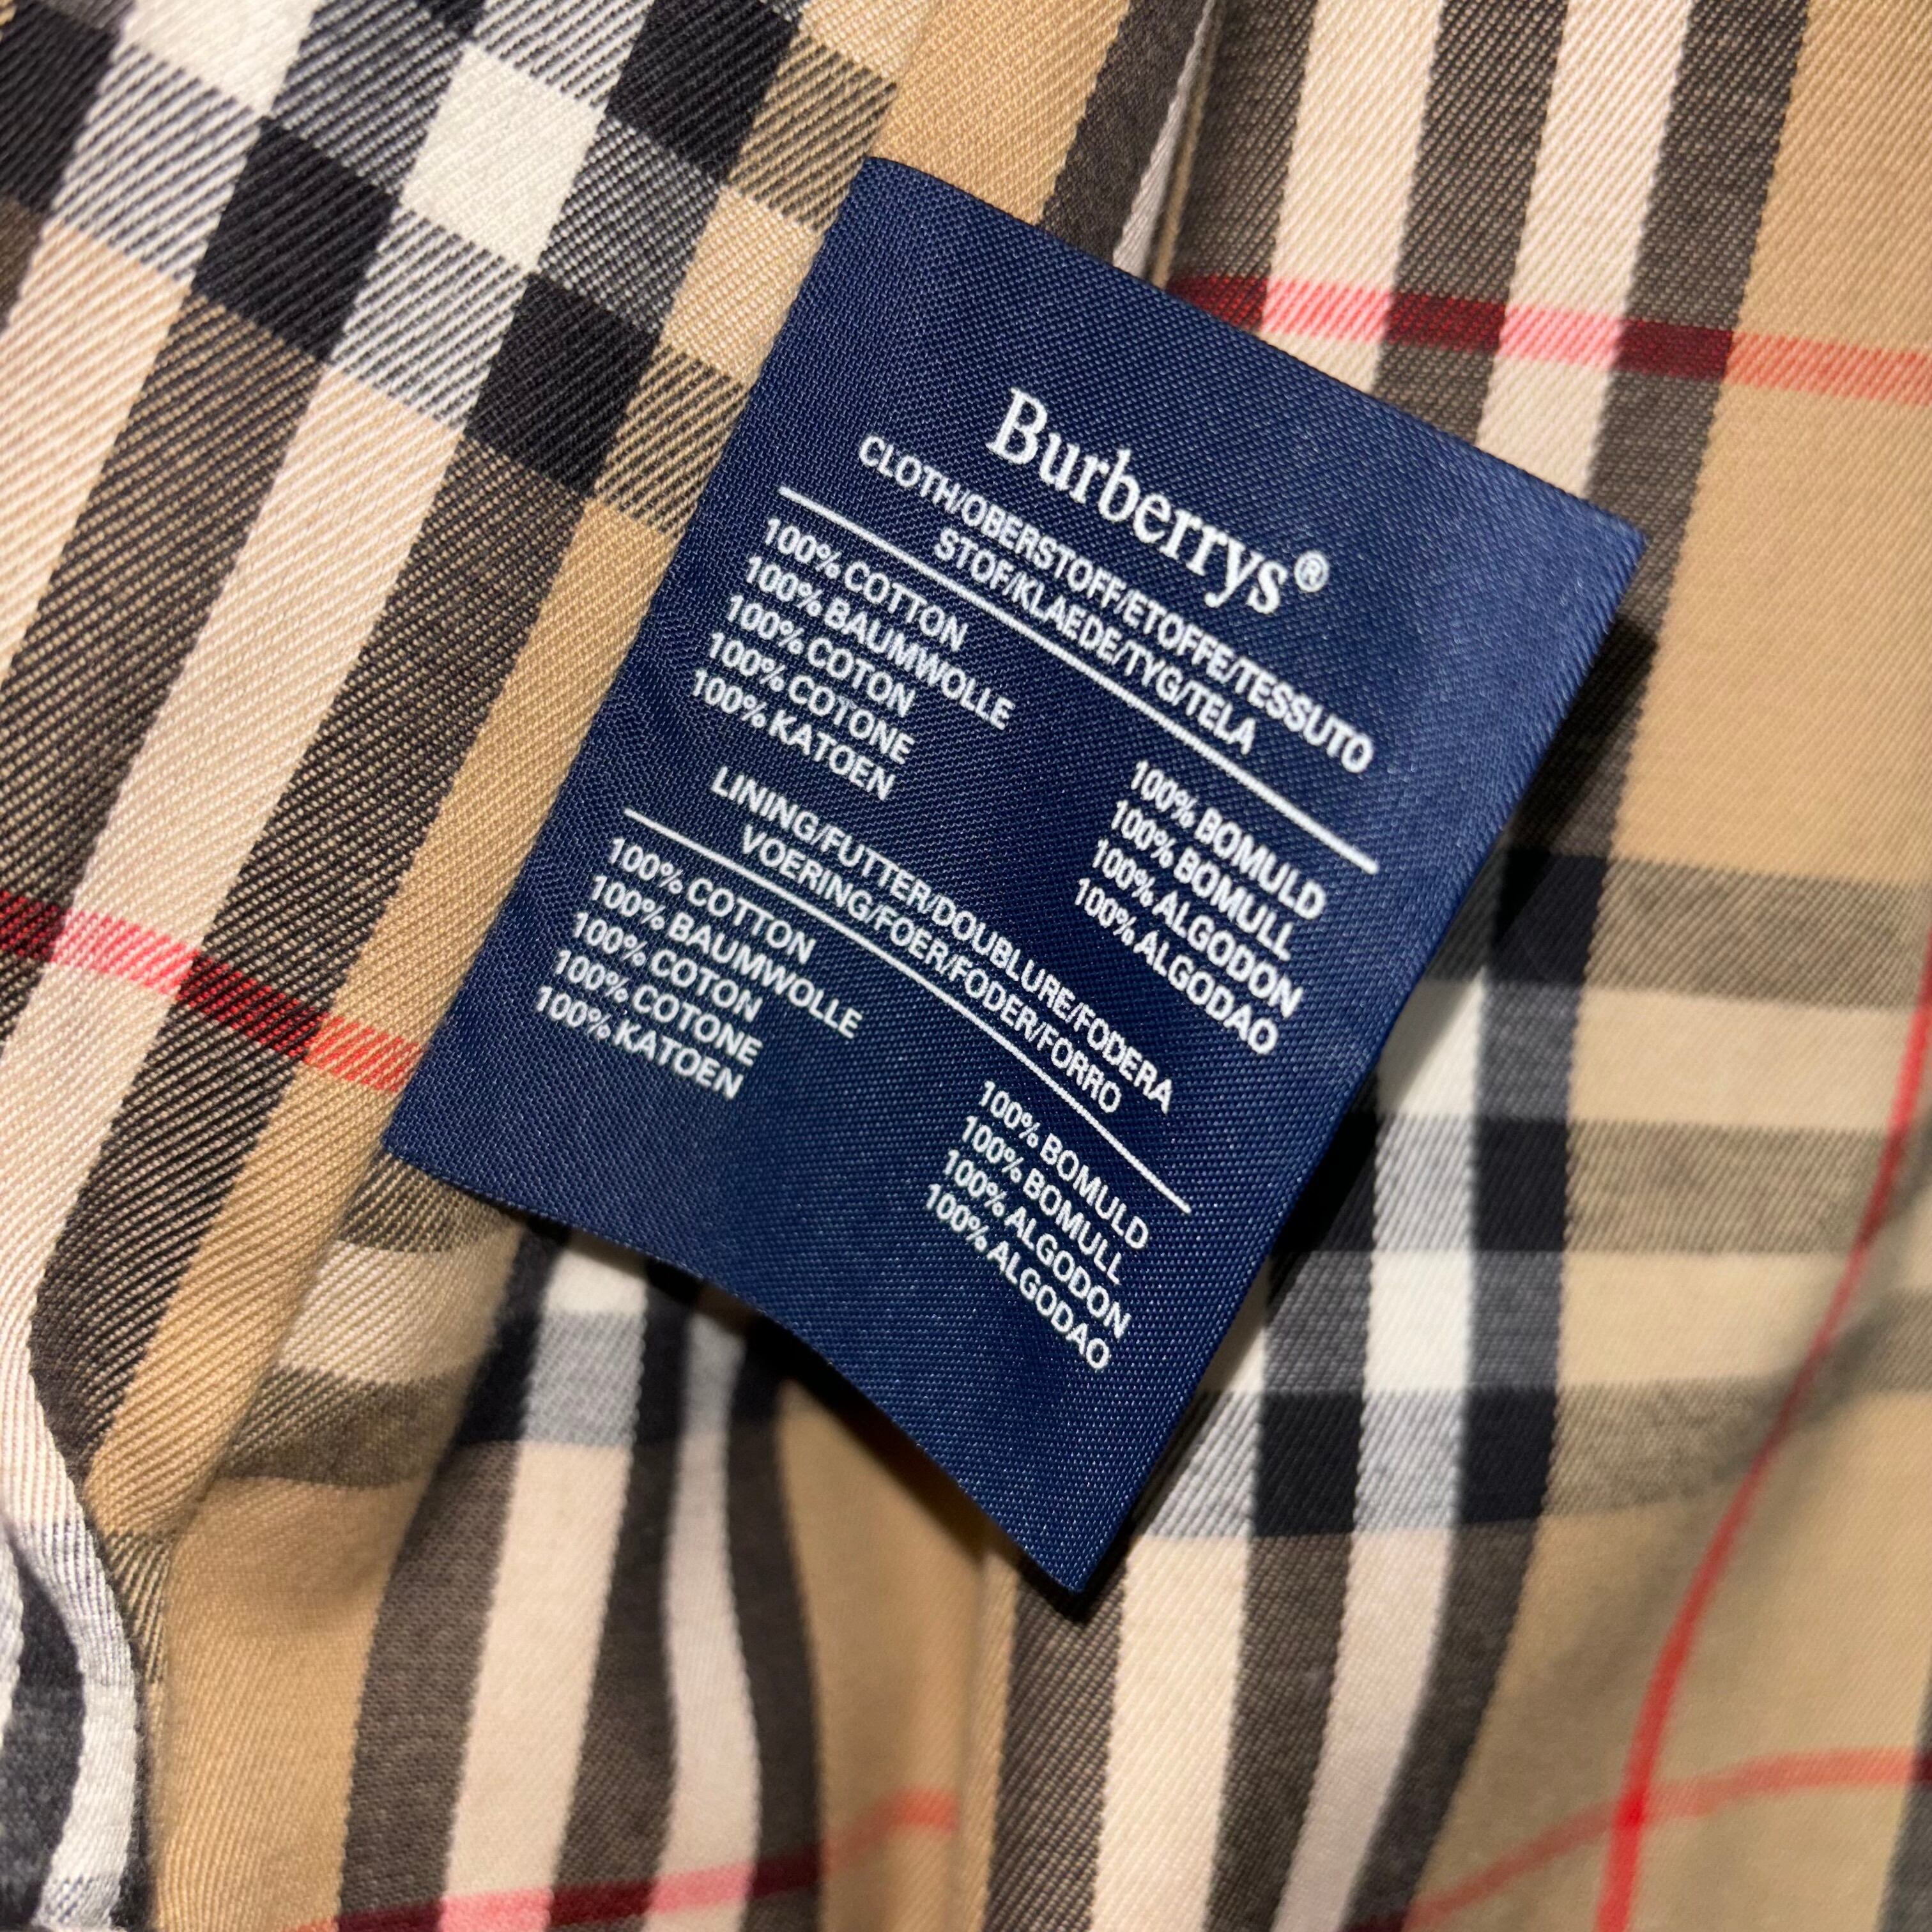 Burberrys®
CLOTH/OBERSTOFF/ETOFFE/TESSUTO
STOF/KLAEDE/TYG/TELA
100% COTTON
100% BAUMWOLLE
100% COTON
100% COTONE
100% KATOEN
100% BOMULD
100% BOMULL
100% ALGODON
100% ALGODAO
LINING/FUTTER/DOUBLURE/FODERA
VOERING/FOER/FODER/FORRO
100% COTTON
100% BAUMWOLLE
100% COTON
100% COTONE
100% KATOEN
100% BOMULD
100% BOMULL
100% ALGODON
100% ALGODAO